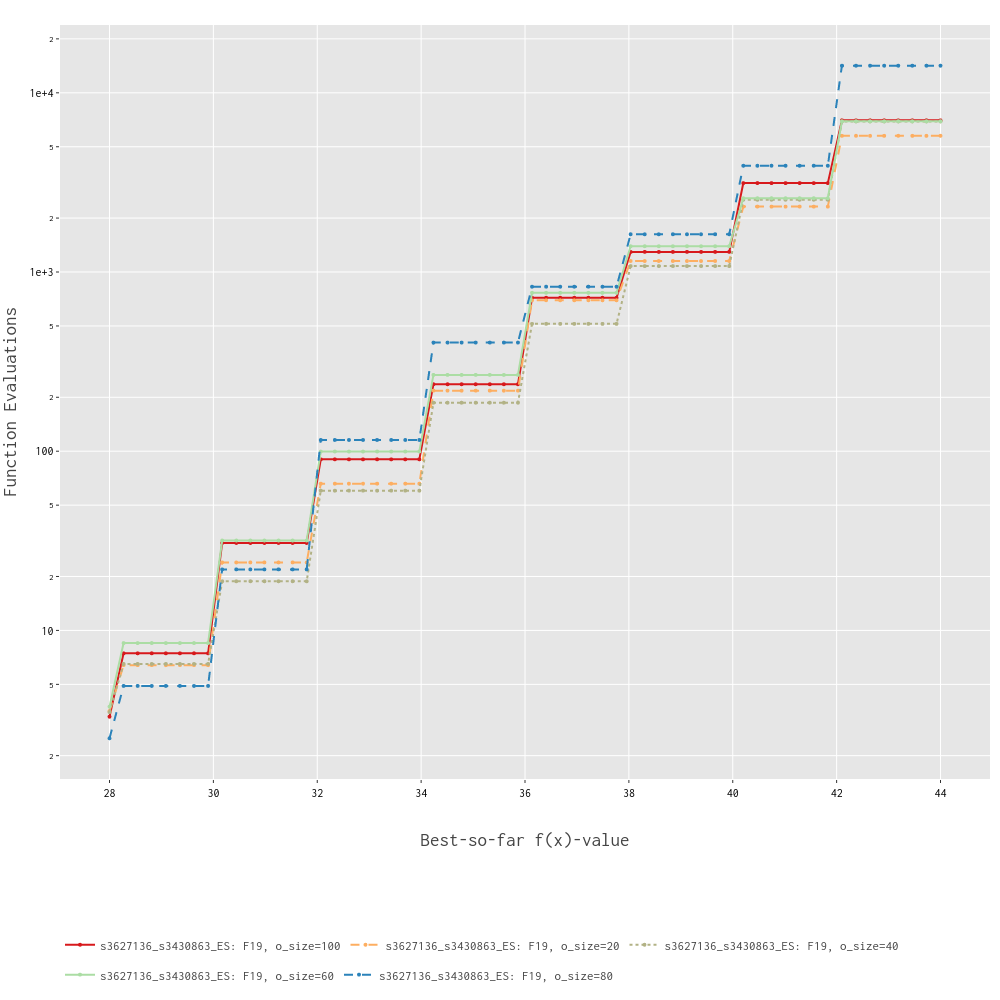 2
1e+4
5
2
1e+3
5
2
100
5
2
10
5
2
Function Evaluations
28 30 32 34 36 38 40 42 44
Best-so-far f(x)-value
s3627136_s3430863_ES: F19, o_size=100 s3627136_s3430863_ES: F19, o_size=20 s3627136_s3430863_ES: F19, o_size=40
s3627136_s3430863_ES: F19, o_size=60 s3627136_s3430863_ES: F19, o_size=80